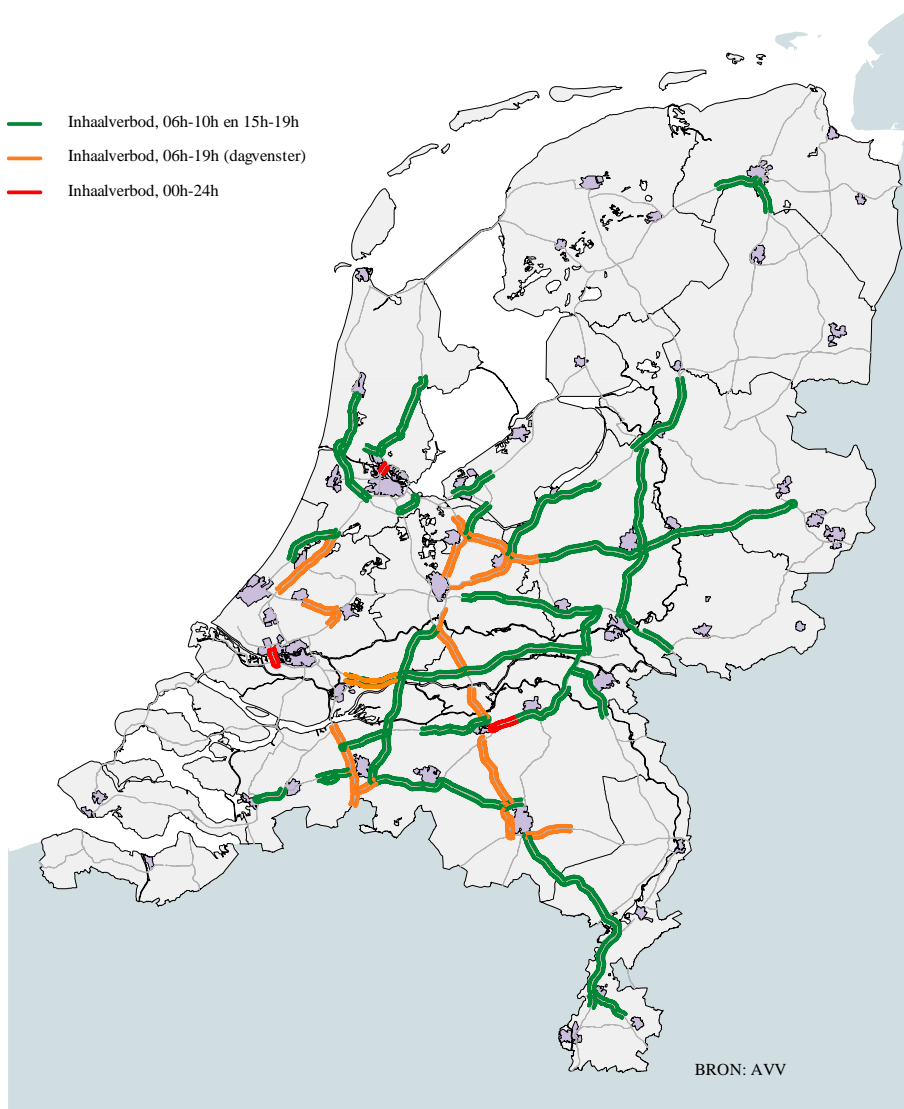 Inhaalverbod, 06h-10h en 15h-19h
Inhaalverbod, 06h-19h (dagvenster)
Inhaalverbod, 00h-24h
BRON: AVV